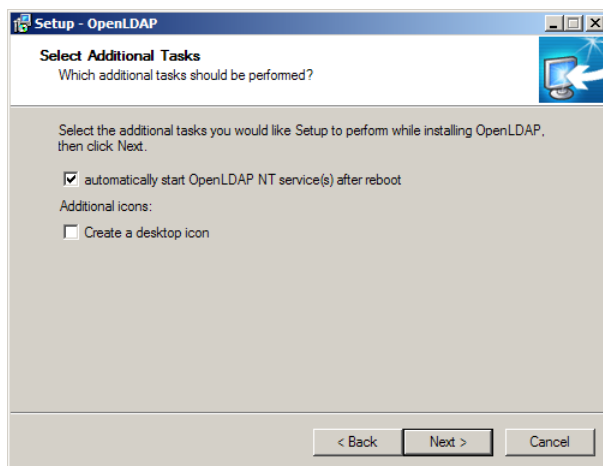 Setup - OpenLDAP
Select Additional Tasks
Which additional tasks should be performed?
Select the additional tasks you would like Setup to perform while installing OpenLDAP,
then click Next.
automatically start OpenLDAP NT service(s) after reboot
Additional icons:
Create a desktop icon
< Back Next > Cancel